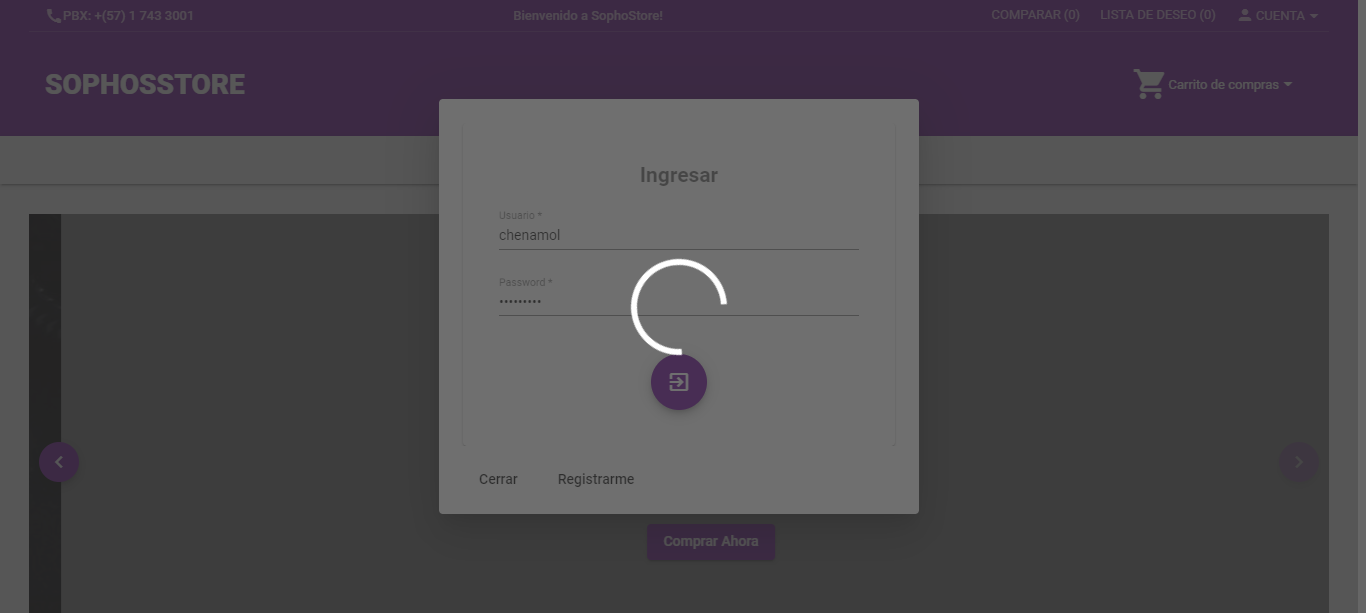 PBX: +(57) 1 743 3001
Bienvenido a SophoStore!
COMPARAR (0)
LISTA DE DESEO (0)
CUENTA
SOPHOSSTORE
Carrito de compras
Ingresar
Usuario *
chenamol
Password *
•••••••••
Cerrar
Registrarme
Comprar Ahora